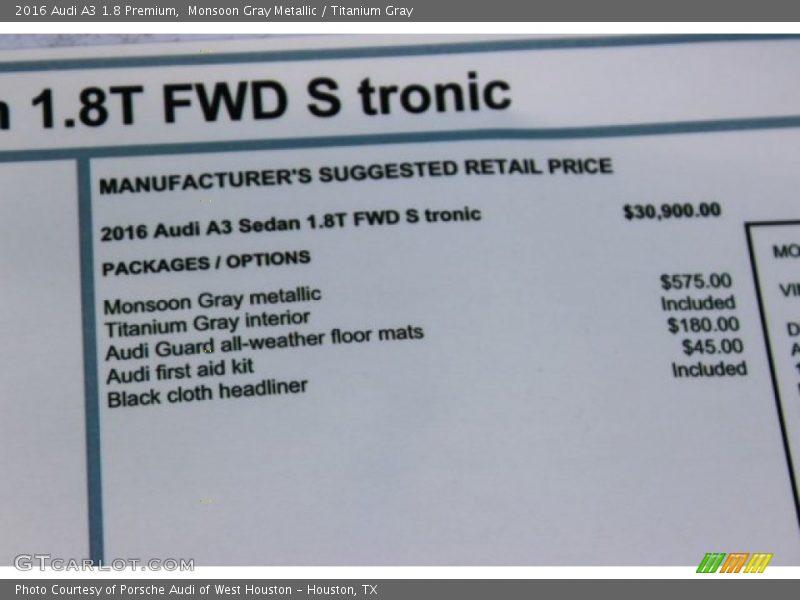 2016 Audi A3 1.8 Premium, Monsoon Gray Metallic / Titanium Gray
1.8T FWD S tronic
MANUFACTURER'S SUGGESTED RETAIL PRICE
2016 Audi A3 Sedan 1.8T FWD S tronic $30,900.00
PACKAGES / OPTIONS
Monsoon Gray metallic $575.00
Titanium Gray interior Included
Audi Guard all-weather floor mats $180.00
Audi first aid kit $45.00
Black cloth headliner Included
GTCARLOT.COM
Photo Courtesy of Porsche Audi of West Houston – Houston, TX